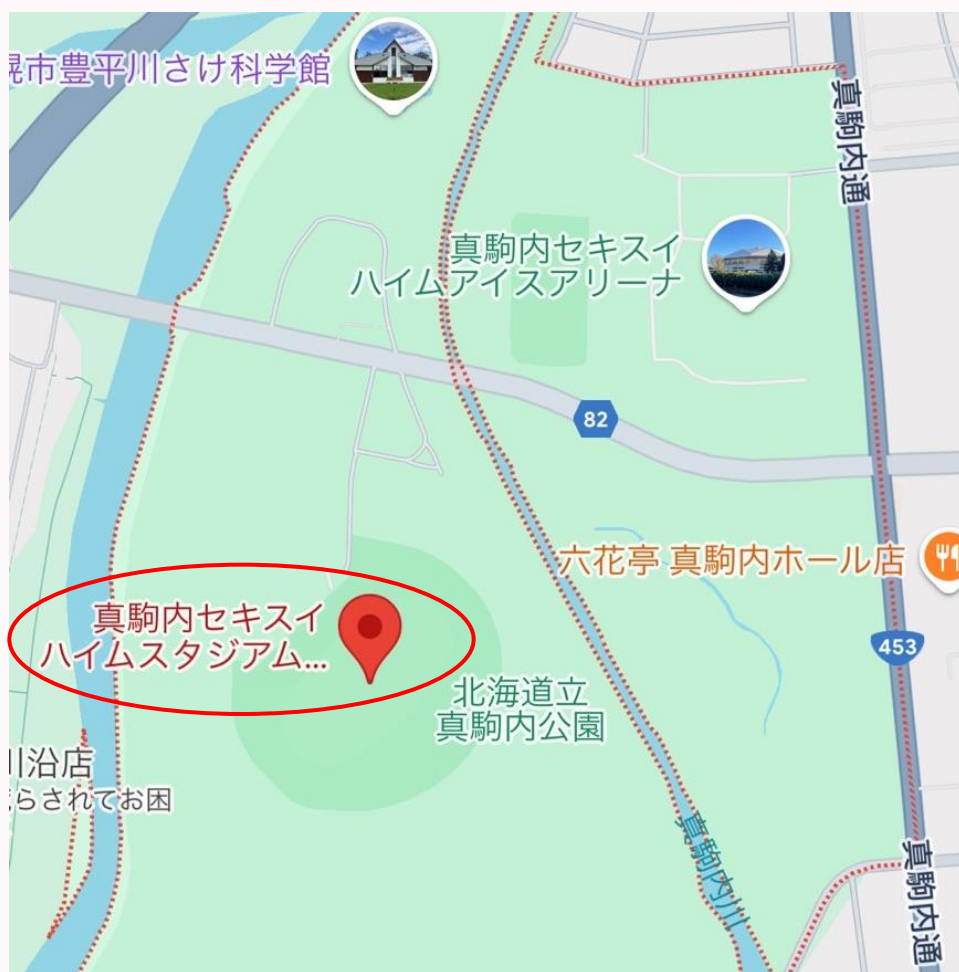 幌市豊平川さけ科学館
真駒内通
真駒内セキスイ
ハイムアイスアリーナ
82
六花亭 真駒内ホール店
453
真駒内セキスイ
ハイムスタジアム...
北海道立
真駒内公園
川沿店
らされてお困
真駒内川
真駒内通